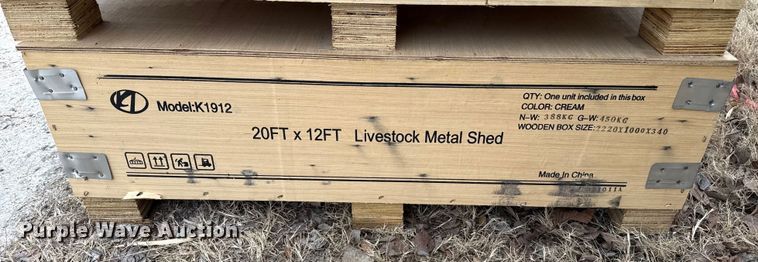 KT Model:K1912
20FT x 12FT Livestock Metal Shed
QTY: One unit included in this box
COLOR: CREAM
N-W: 388KG G-W: 450KG
WOODEN BOX SIZE: 2220X1000X340
Made in China
Purple Wave Auction